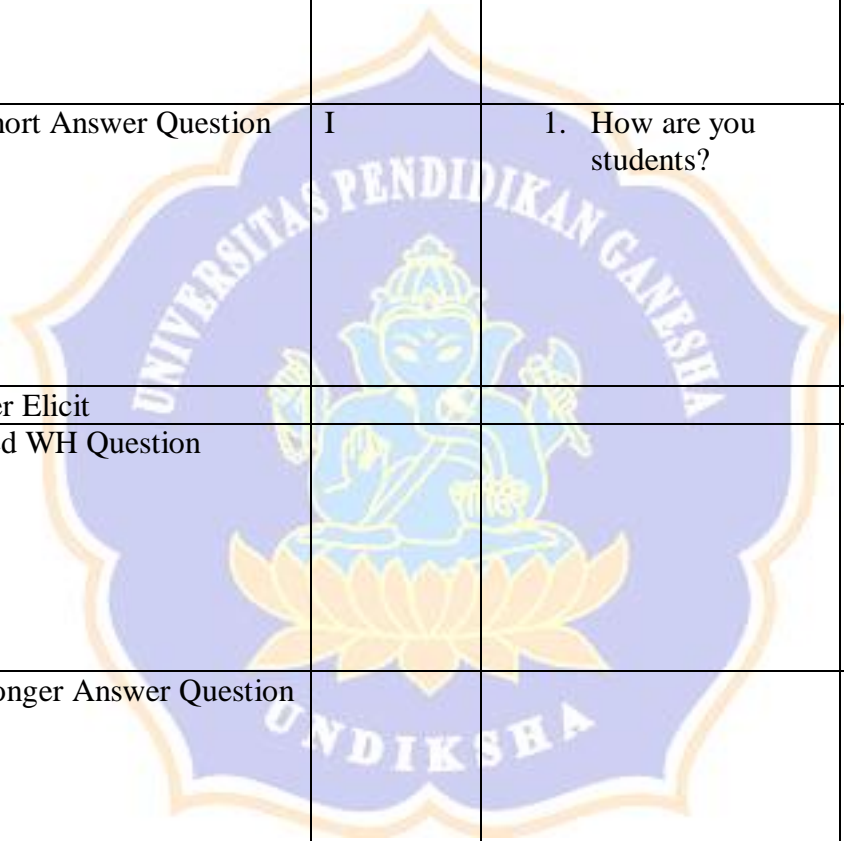 hort Answer Question I 1. How are you
students?
UNIVERSITAS PENDIDIKAN GANESHA
er Elicit
d WH Question
onger Answer Question
UNDIKSHA